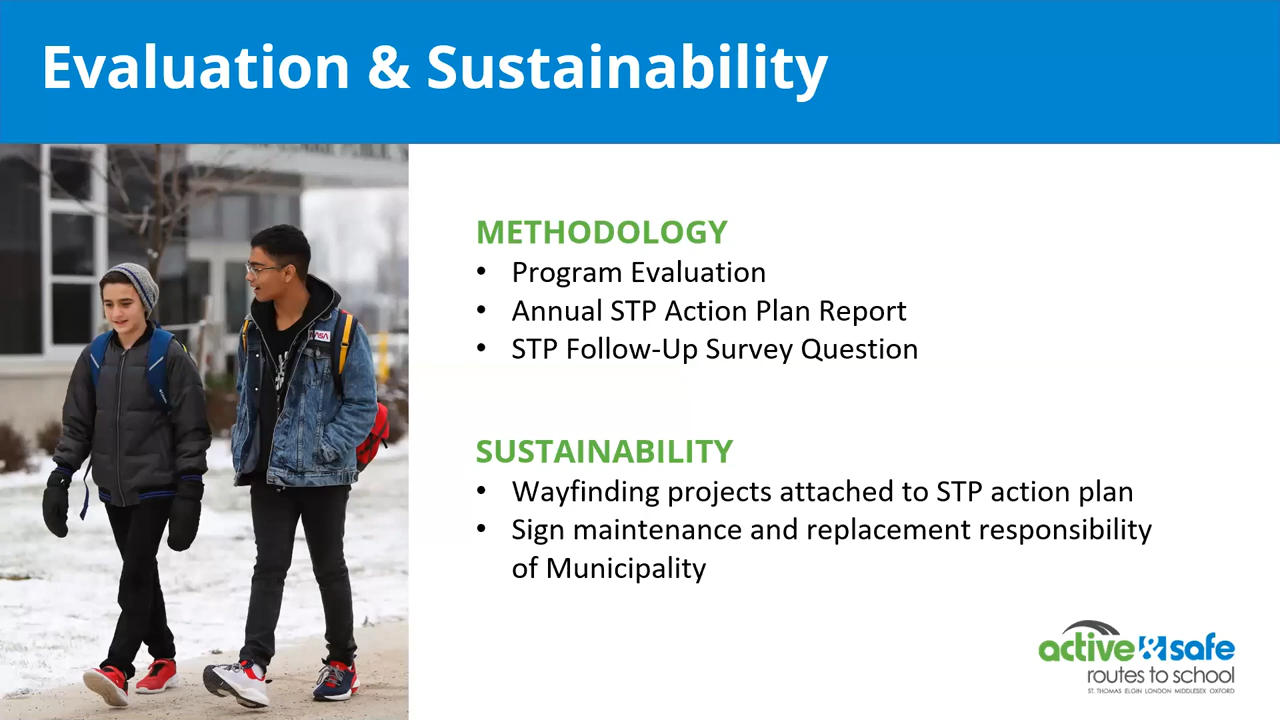 Evaluation & Sustainability
METHODOLOGY
• Program Evaluation
• Annual STP Action Plan Report
• STP Follow-Up Survey Question
SUSTAINABILITY
• Wayfinding projects attached to STP action plan
• Sign maintenance and replacement responsibility
of Municipality
NASA
active & safe
routes to school
ST. THOMAS ELGIN LONDON MIDDLESEX OXFORD